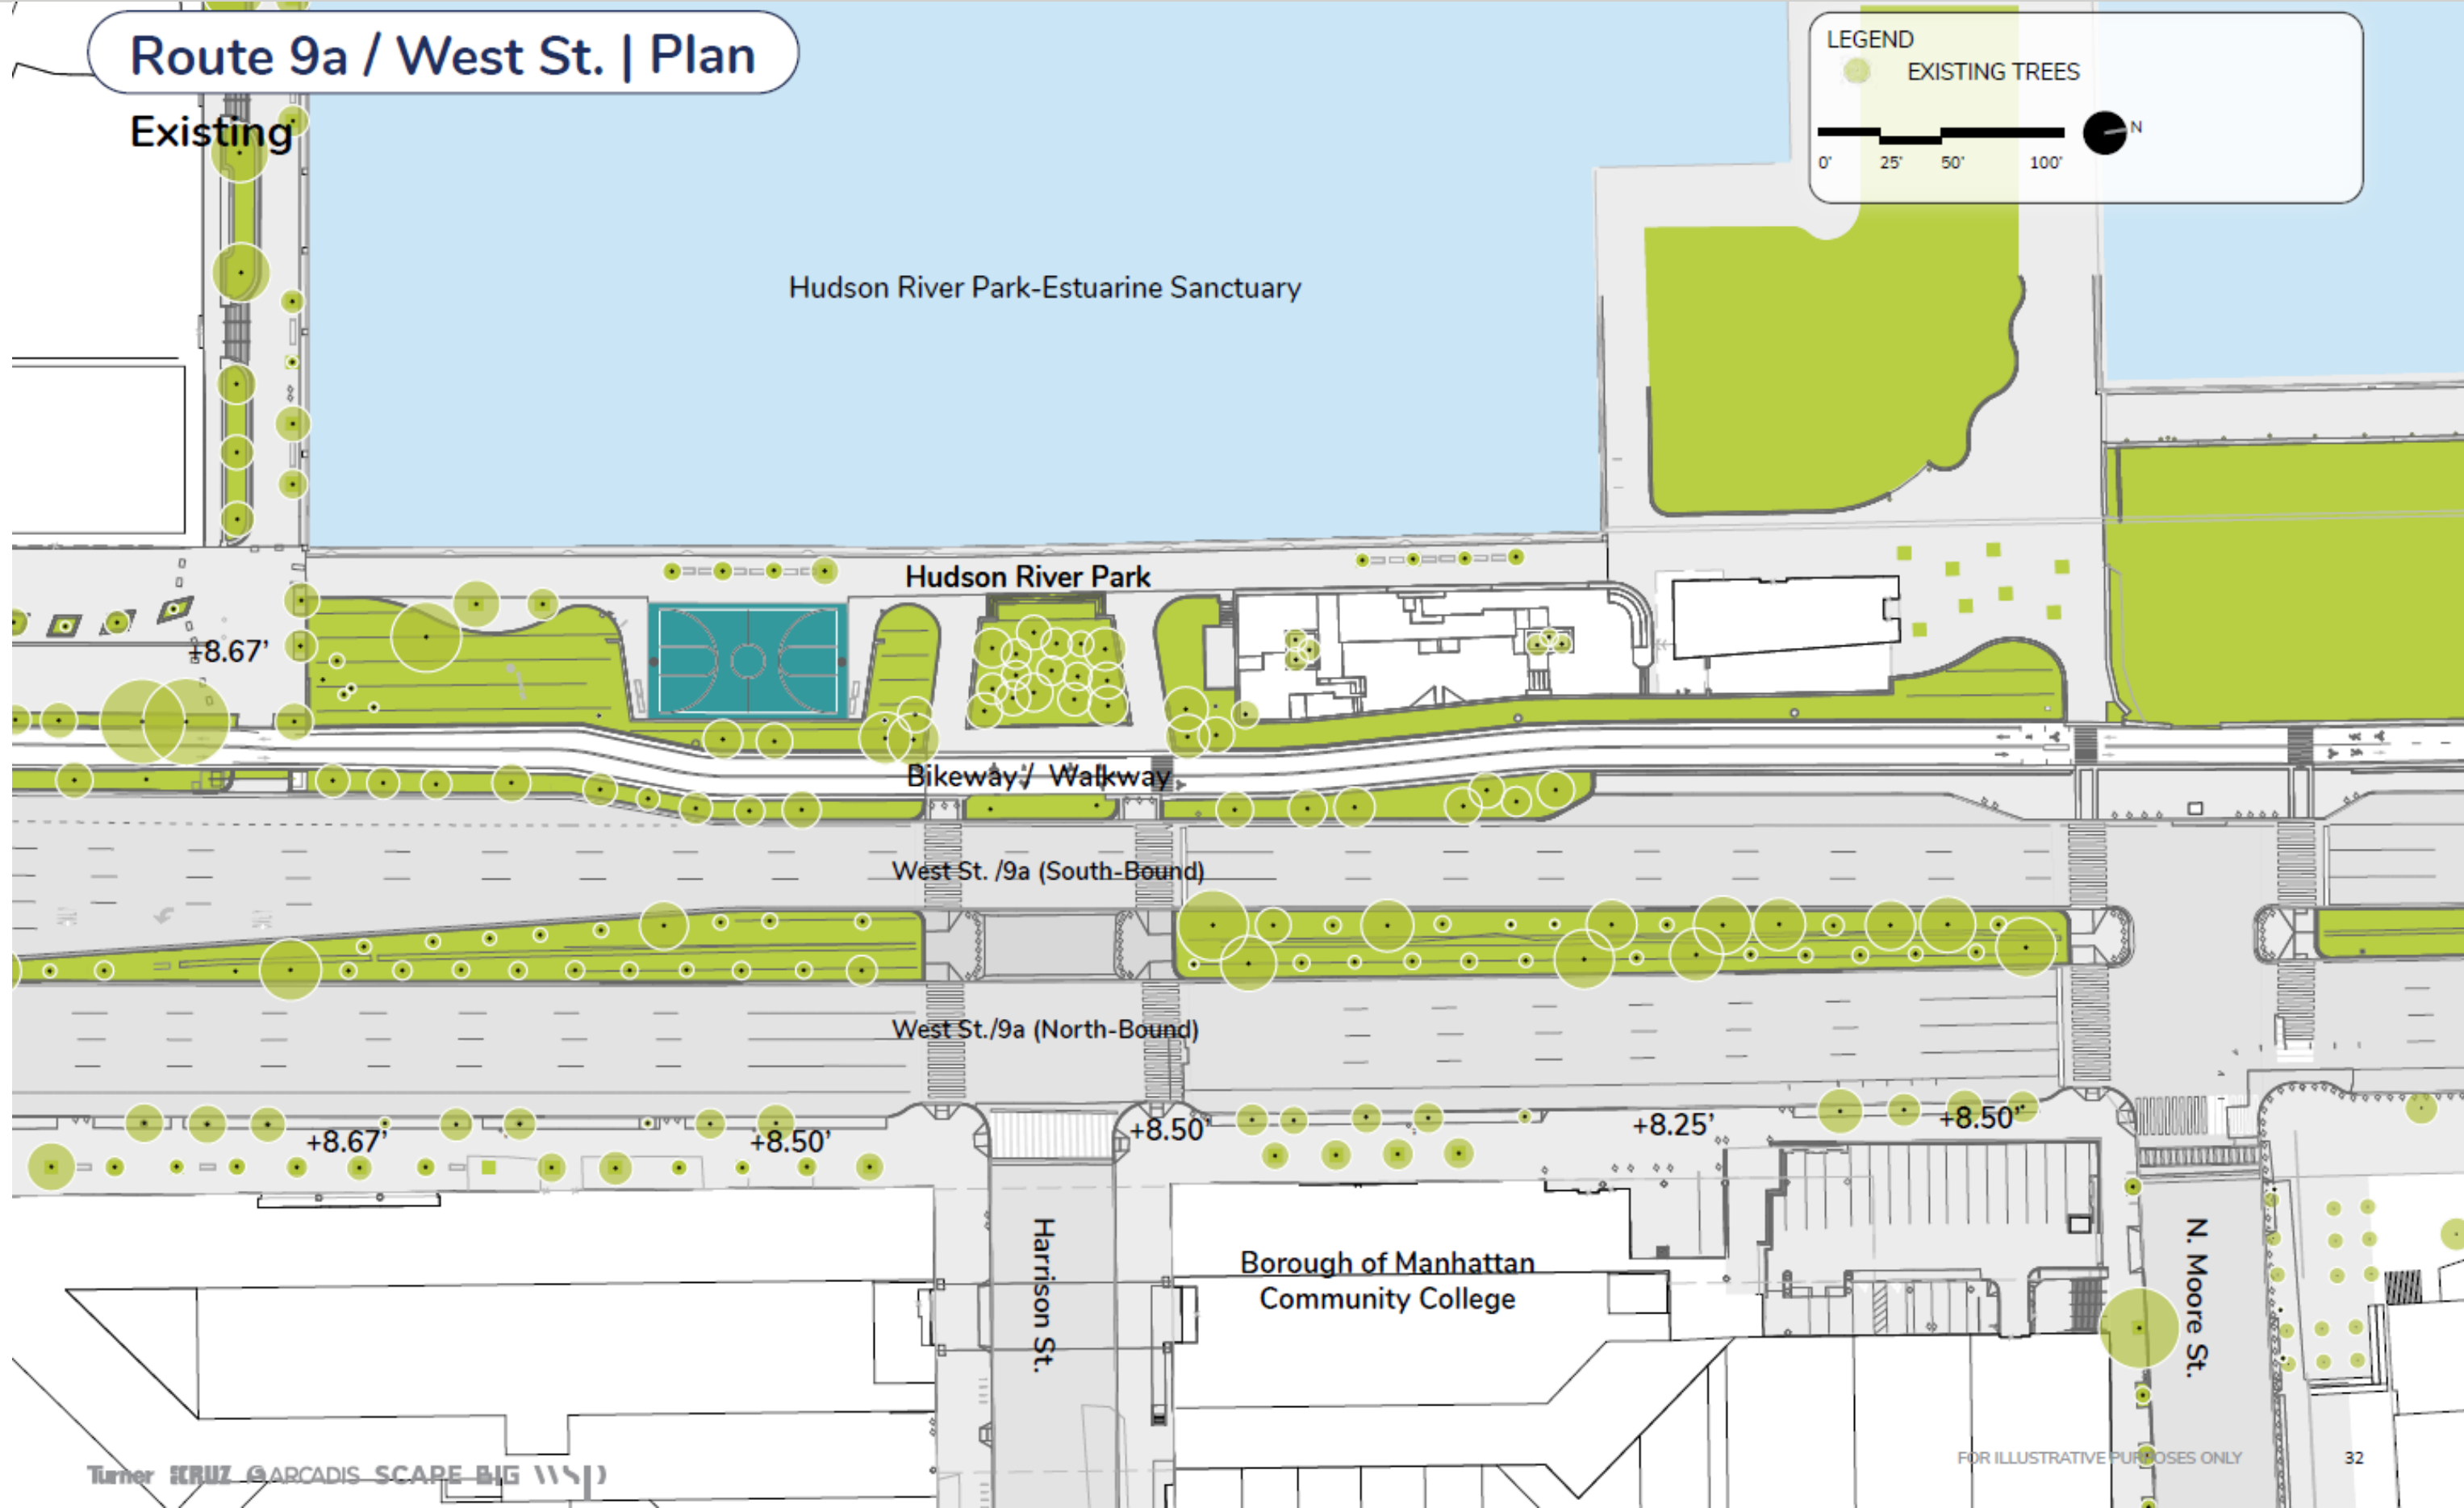 Route 9a / West St. | Plan
Existing
LEGEND
EXISTING TREES
N
0' 25' 50' 100'
Hudson River Park-Estuarine Sanctuary
Hudson River Park
+8.67'
Bikeway / Walkway
West St. /9a (South-Bound)
West St./9a (North-Bound)
+8.67'
+8.50'
+8.50'
+8.25'
+8.50'
Harrison St.
Borough of Manhattan
Community College
N. Moore St.
Turner CRUZ ARCADIS SCAPE BIG WSP
FOR ILLUSTRATIVE PURPOSES ONLY
32